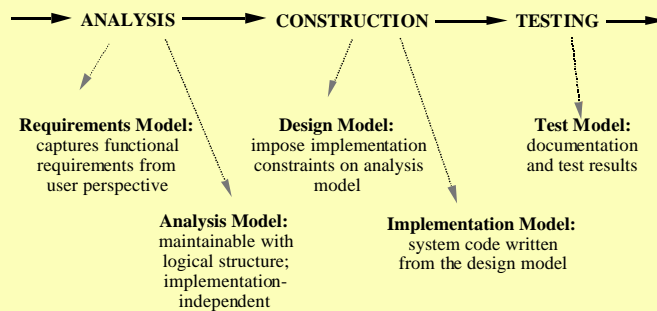 ANALYSIS CONSTRUCTION TESTING
Requirements Model:
captures functional
requirements from
user perspective
Design Model:
impose implementation
constraints on analysis
model
Test Model:
documentation
and test results
Analysis Model:
maintainable with
logical structure;
implementation-
independent
Implementation Model:
system code written
from the design model